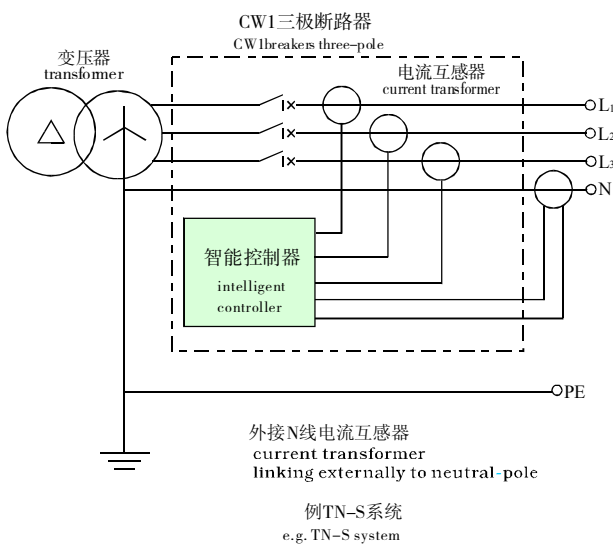 CW1三极断路器
CW1breakers three-pole
变压器
transformer
电流互感器
current transformer
L1
L2
L3
N
智能控制器
intelligent
controller
PE
外接N线电流互感器
current transformer
linking externally to neutral-pole
例TN-S系统
e.g. TN-S system